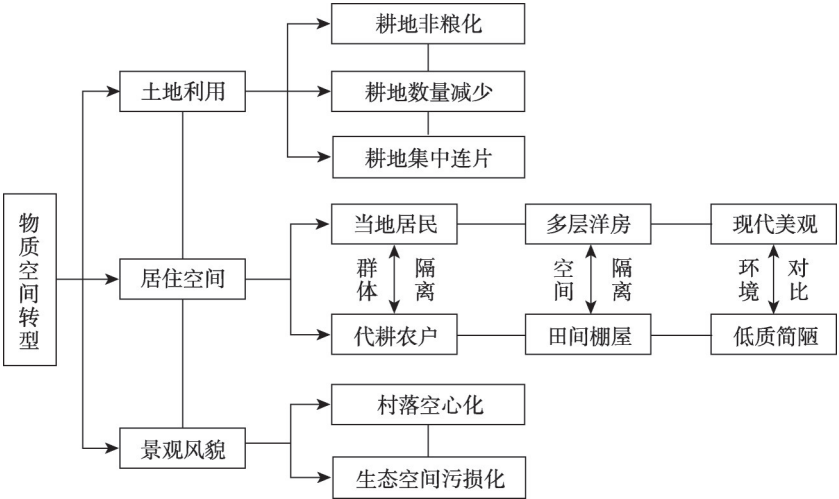 耕地非粮化
土地利用
耕地数量减少
耕地集中连片
物质空间转型
当地居民
多层洋房
现代美观
群体
隔离
空间
隔离
环境
对比
居住空间
代耕农户
田间棚屋
低质简陋
村落空心化
景观风貌
生态空间污损化